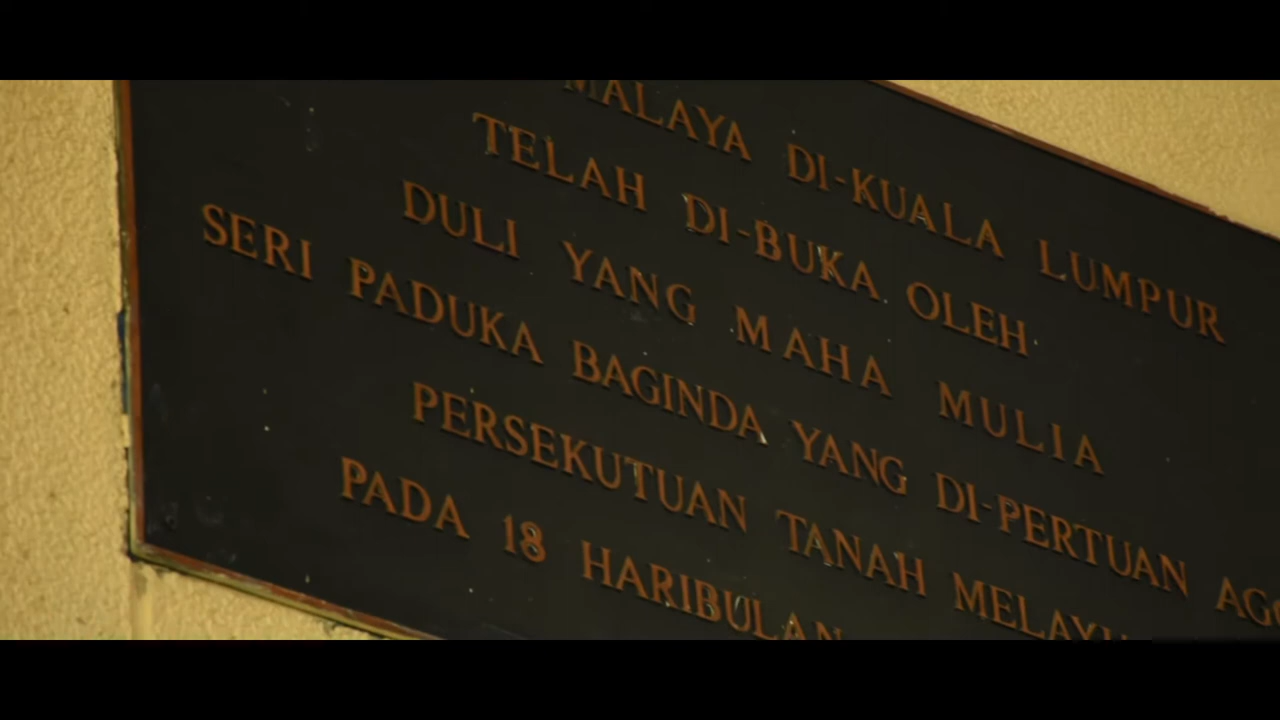 MALAYA DI-KUALA LUMPUR
TELAH DI-BUKA OLEH
DULI YANG MAHA MULIA
SERI PADUKA BAGINDA YANG DI-PERTUAN
PERSEKUTUAN TANAH MELAYU
PADA 18 HARIBULAN